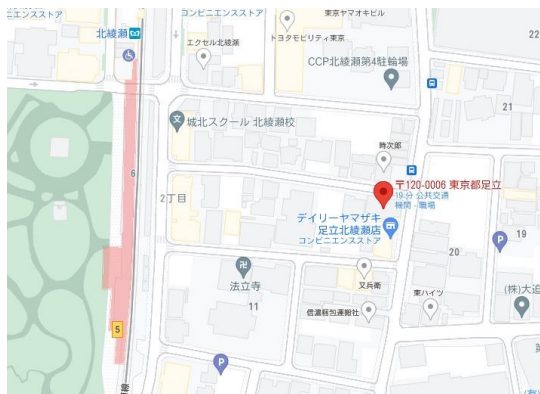 コンビニエンスストア
東京ヤマオキビル
ニエンスストア
北綾瀬
エクセル北綾瀬
トヨタモビリティ東京
22
CCP北綾瀬第4駐輪場
21
城北スクール 北綾瀬校
時次郎
6
〒120-0006 東京都足立
19 分 公共交通
機関 - 職場
2丁目
デイリーヤマザキ
足立北綾瀬店
コンビニエンスストア
P
19
20
法立寺
又兵衛
11
信濃梱包運搬社
東ハイツ
(株)大迫
5
P